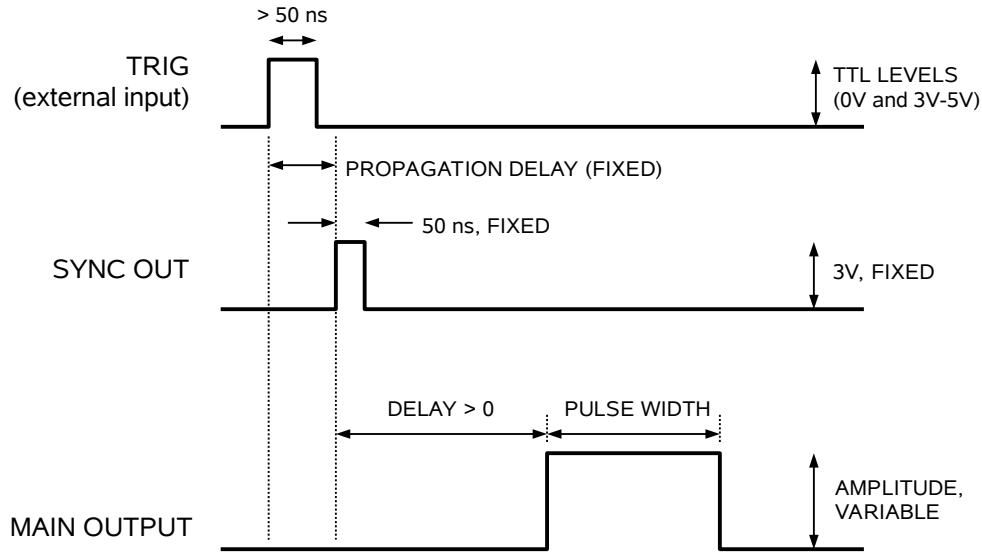 > 50 ns
TRIG
(external input)
TTL LEVELS
(0V and 3V-5V)
PROPAGATION DELAY (FIXED)
50 ns, FIXED
SYNC OUT
3V, FIXED
DELAY > 0
PULSE WIDTH
AMPLITUDE,
VARIABLE
MAIN OUTPUT